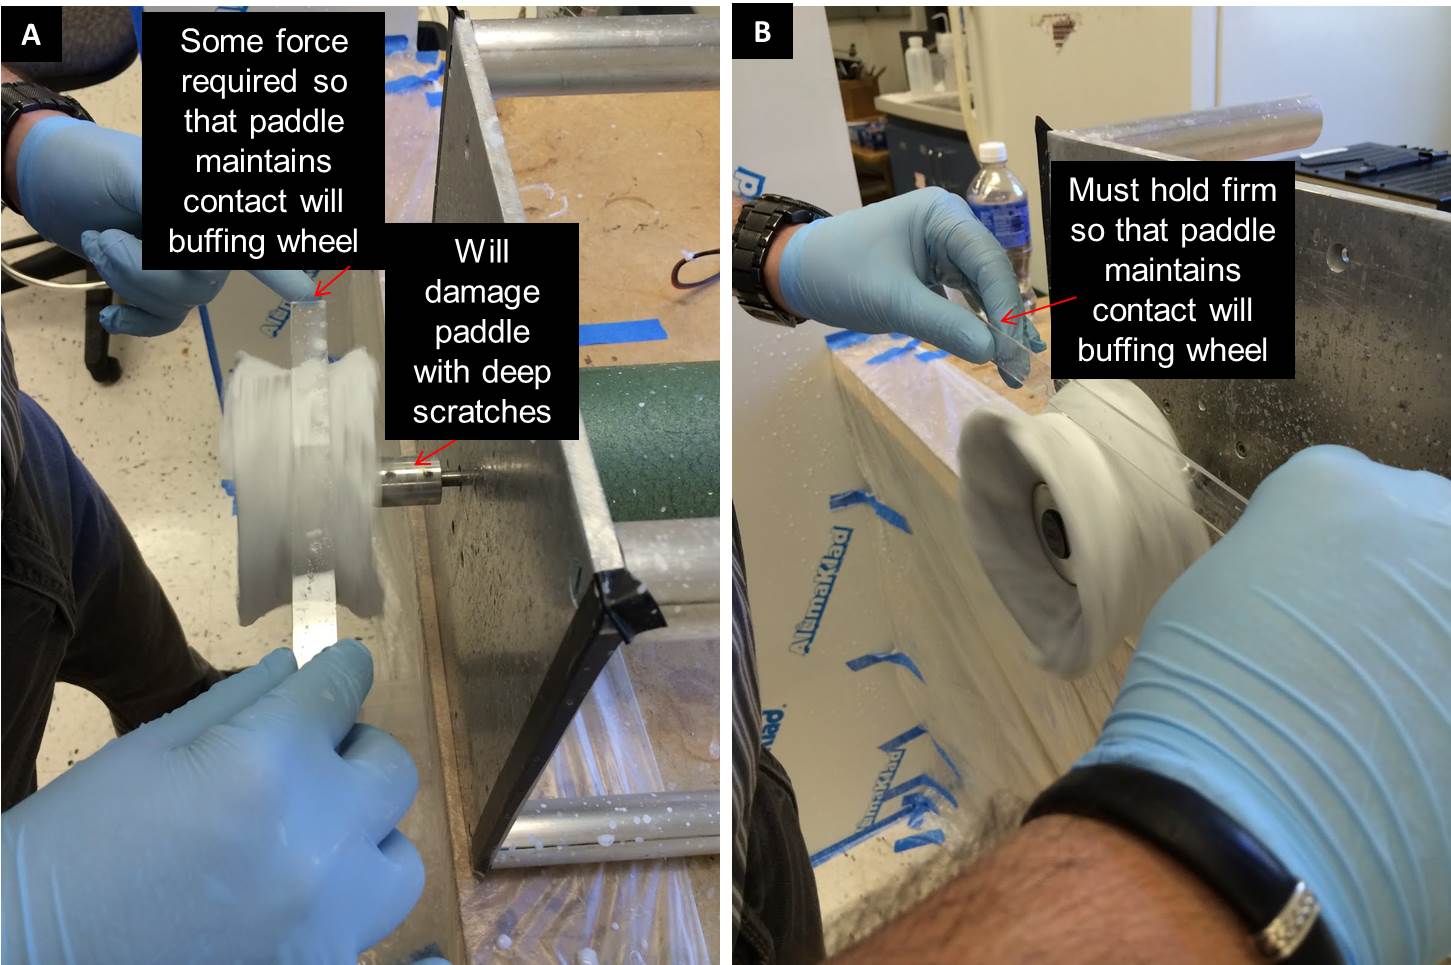 A
Some force
required so
that paddle
maintains
contact will
buffing wheel
Will
damage
paddle
with deep
scratches
B
Must hold firm
so that paddle
maintains
contact will
buffing wheel
AlumaKlad